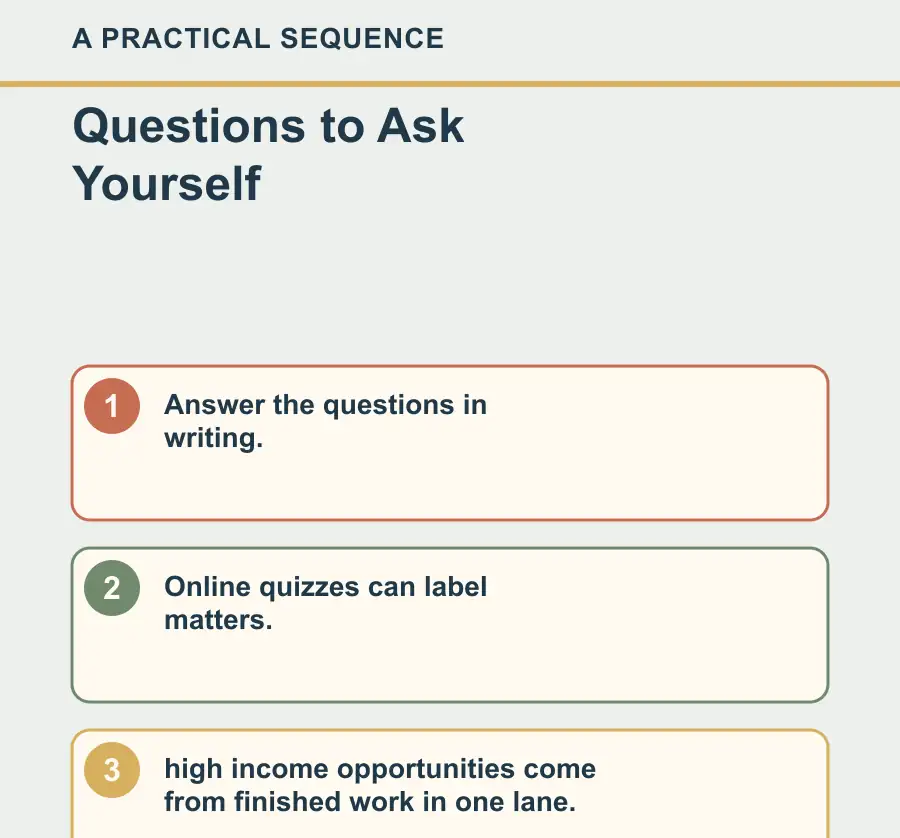 A PRACTICAL SEQUENCE
Questions to Ask
Yourself
1
Answer the questions in
writing.
2
Online quizzes can label
matters.
3
high income opportunities come
from finished work in one lane.